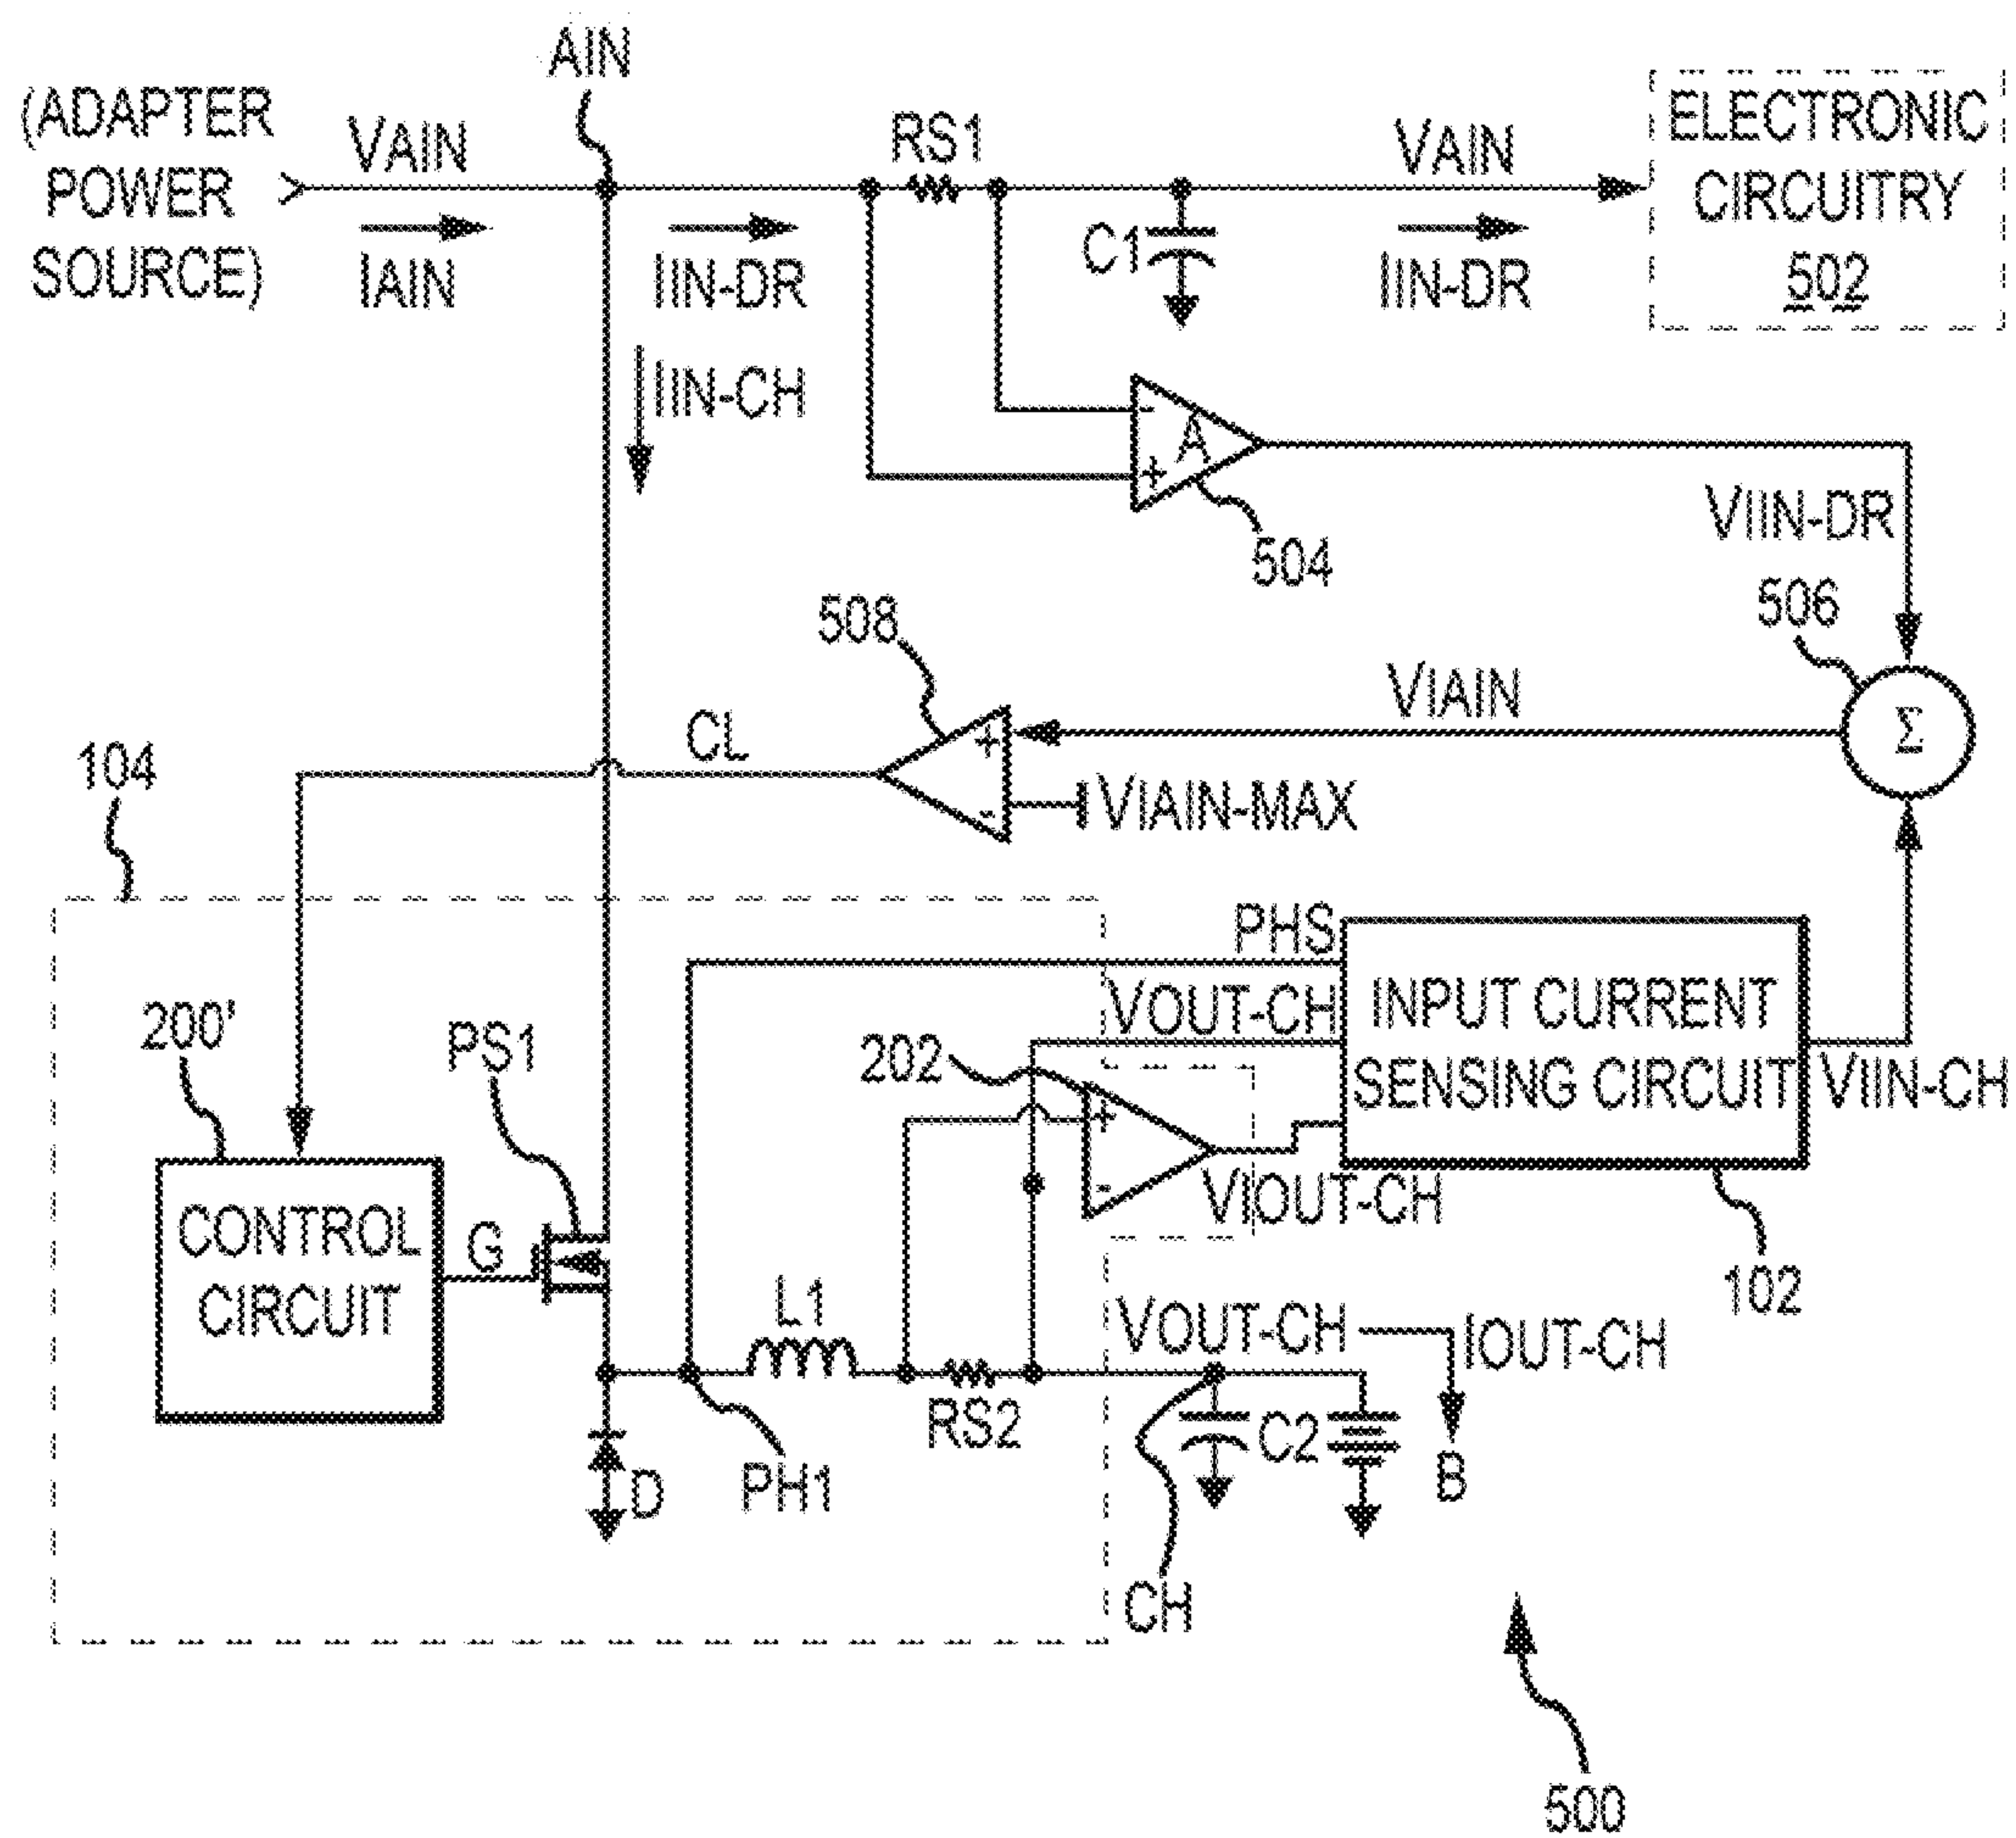 AIN
(ADAPTER
POWER
SOURCE)
VAIN
IAIN
IIN-DR
RS1
C1
VAIN
IIN-DR
ELECTRONIC
CIRCUITRY
502
IIN-CH
-
A
+
504
VIIN-DR
506
508
VIAIN
Σ
CL
+
-
VIAIN-MAX
104
PHS
VOUT-CH
INPUT CURRENT
SENSING CIRCUIT
VIIN-CH
200'
PS1
202
+
-
VIOUT-CH
102
CONTROL
CIRCUIT
G
L1
RS2
VOUT-CH
IOUT-CH
C2
B
D
PH1
CH
500